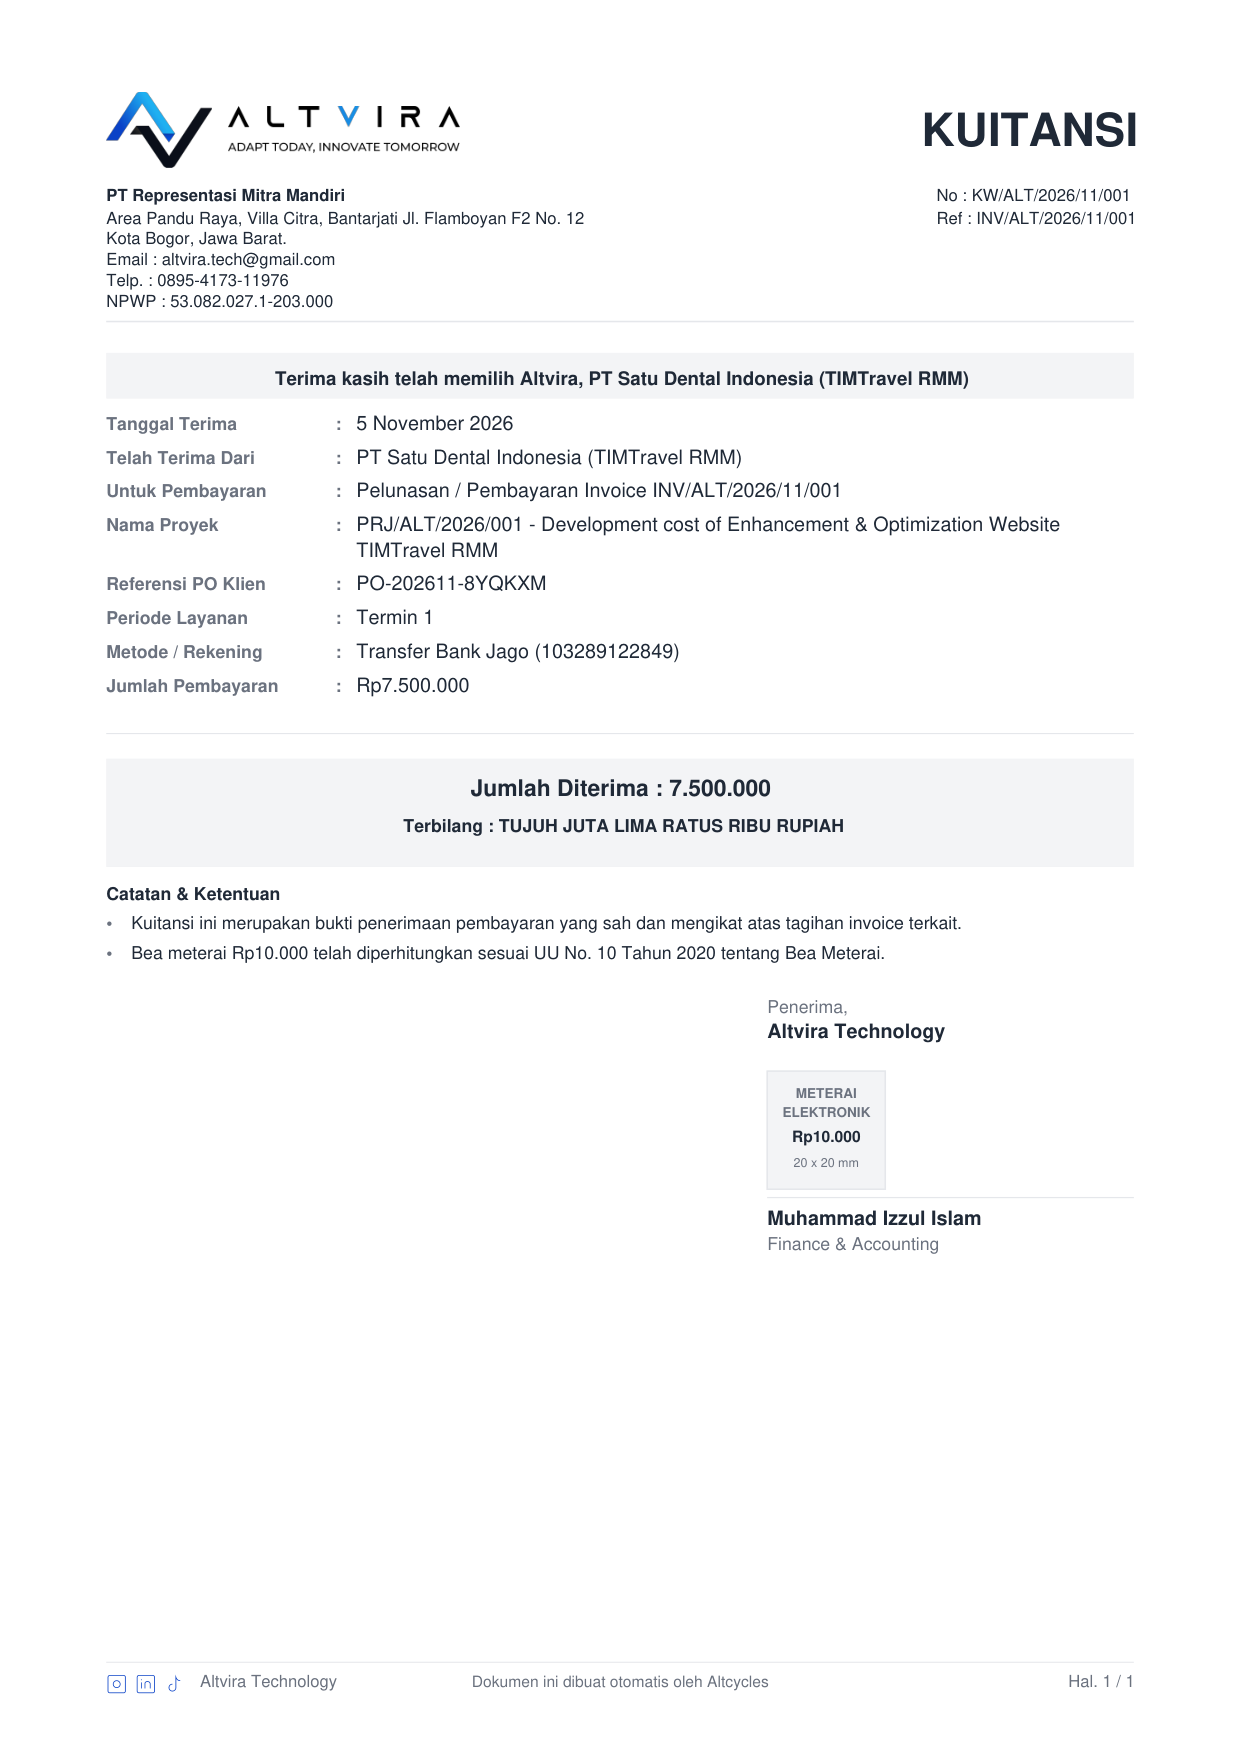 ALTVIRA
ADAPT TODAY, INNOVATE TOMORROW
KUITANSI
PT Representasi Mitra Mandiri
Area Pandu Raya, Villa Citra, Bantarjati Jl. Flamboyan F2 No. 12
Kota Bogor, Jawa Barat.
Email : altvira.tech@gmail.com
Telp. : 0895-4173-11976
NPWP : 53.082.027.1-203.000
No : KW/ALT/2026/11/001
Ref : INV/ALT/2026/11/001
Terima kasih telah memilih Altvira, PT Satu Dental Indonesia (TIMTravel RMM)
Tanggal Terima : 5 November 2026
Telah Terima Dari : PT Satu Dental Indonesia (TIMTravel RMM)
Untuk Pembayaran : Pelunasan / Pembayaran Invoice INV/ALT/2026/11/001
Nama Proyek : PRJ/ALT/2026/001 - Development cost of Enhancement & Optimization Website
TIMTravel RMM
Referensi PO Klien : PO-202611-8YQKXM
Periode Layanan : Termin 1
Metode / Rekening : Transfer Bank Jago (103289122849)
Jumlah Pembayaran : Rp7.500.000
Jumlah Diterima : 7.500.000
Terbilang : TUJUH JUTA LIMA RATUS RIBU RUPIAH
Catatan & Ketentuan
• Kuitansi ini merupakan bukti penerimaan pembayaran yang sah dan mengikat atas tagihan invoice terkait.
• Bea meterai Rp10.000 telah diperhitungkan sesuai UU No. 10 Tahun 2020 tentang Bea Meterai.
Penerima,
Altvira Technology
METERAI
ELEKTRONIK
Rp10.000
20 x 20 mm
Muhammad Izzul Islam
Finance & Accounting
Altvira Technology
Dokumen ini dibuat otomatis oleh Altcycles
Hal. 1 / 1